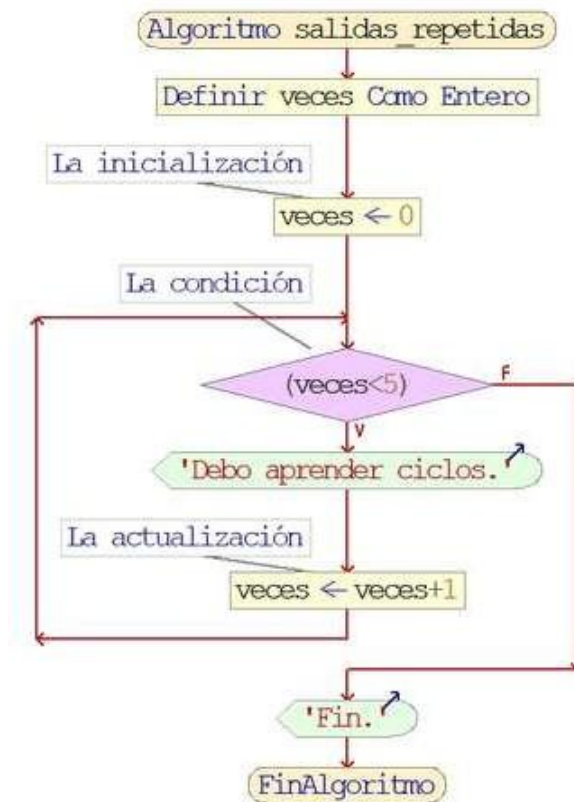 Algoritmo salidas_repetidas
Definir veces Como Entero
La inicialización
veces ← 0
La condición
(veces<5)
F
V
'Debo aprender ciclos.'
La actualización
veces ← veces+1
'Fin.'
FinAlgoritmo